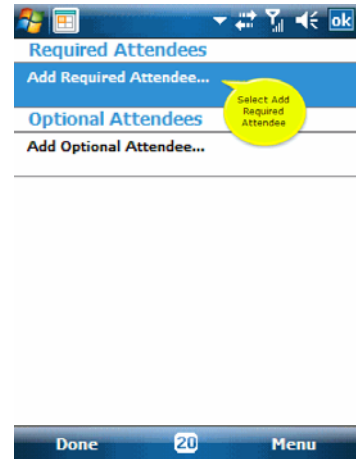 ok
Required Attendees
Add Required Attendee...
Select Add
Required
Attendee
Optional Attendees
Add Optional Attendee...
Done 20 Menu